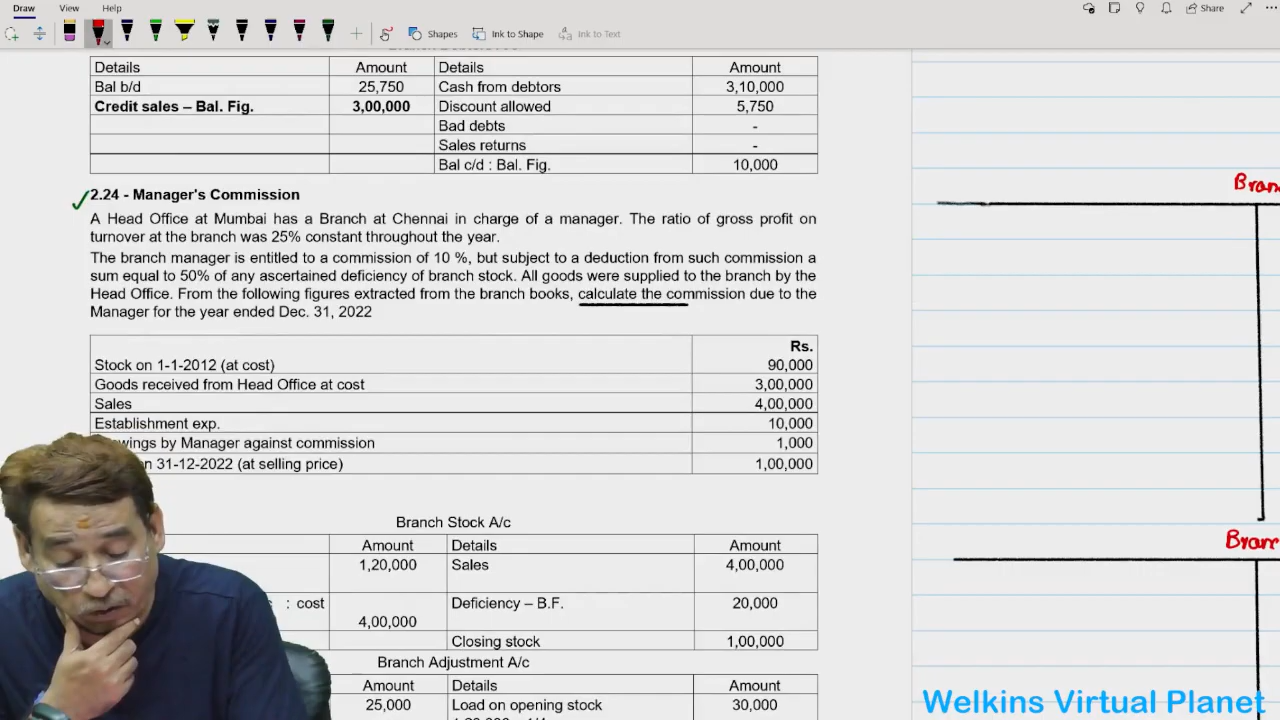 Draw View Help
Share
Shapes Ink to Shape Ink to Text
Details Amount Details Amount
Bal b/d 25,750 Cash from debtors 3,10,000
Credit sales – Bal. Fig. 3,00,000 Discount allowed 5,750
Bad debts -
Sales returns -
Bal c/d : Bal. Fig. 10,000
2.24 - Manager's Commission
A Head Office at Mumbai has a Branch at Chennai in charge of a manager. The ratio of gross profit on
turnover at the branch was 25% constant throughout the year.
The branch manager is entitled to a commission of 10 %, but subject to a deduction from such commission a
sum equal to 50% of any ascertained deficiency of branch stock. All goods were supplied to the branch by the
Head Office. From the following figures extracted from the branch books, calculate the commission due to the
Manager for the year ended Dec. 31, 2022
Rs.
Stock on 1-1-2012 (at cost) 90,000
Goods received from Head Office at cost 3,00,000
Sales 4,00,000
Establishment exp. 10,000
wings by Manager against commission 1,000
n 31-12-2022 (at selling price) 1,00,000
Branch Stock A/c
Amount Details Amount
1,20,000 Sales 4,00,000
: cost Deficiency – B.F. 20,000
4,00,000
Closing stock 1,00,000
Branch Adjustment A/c
Amount Details Amount
25,000 Load on opening stock 30,000
Bran
Bran
Welkins Virtual Planet